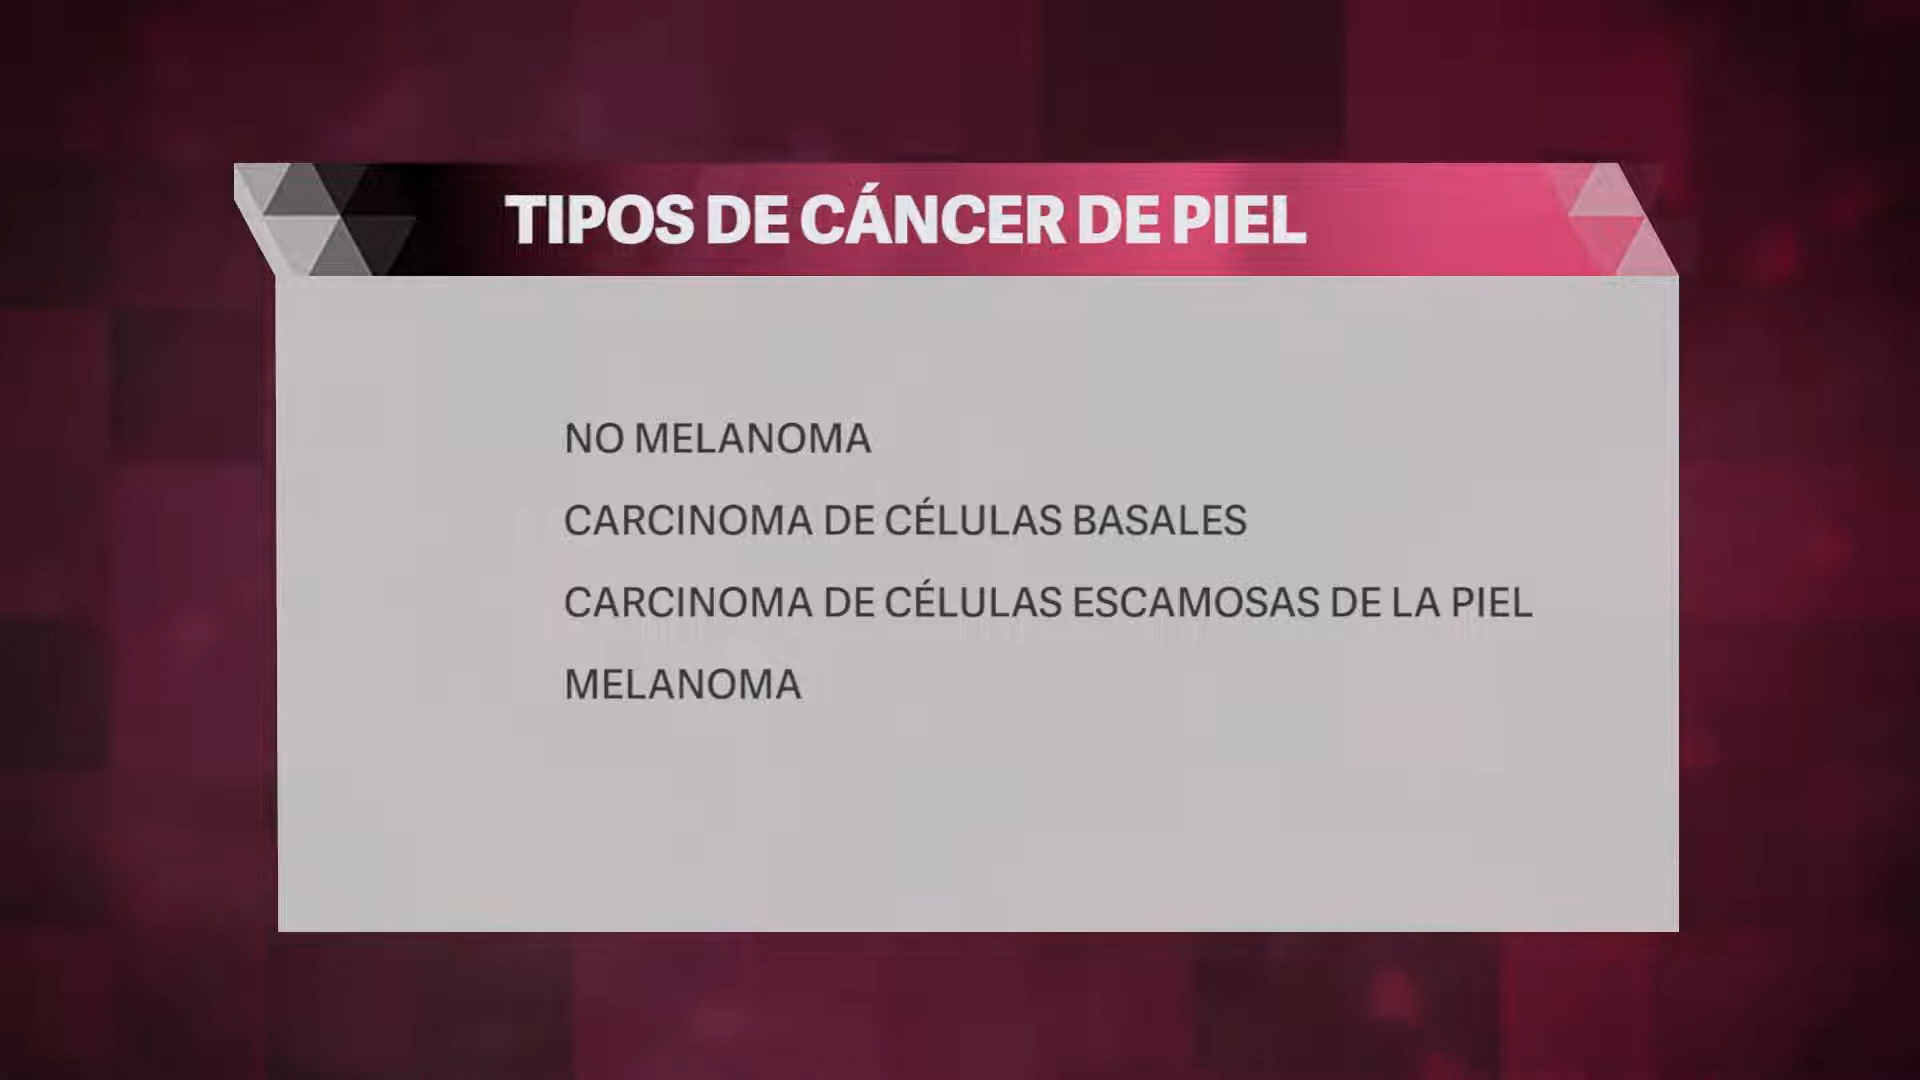 TIPOS DE CÁNCER DE PIEL
NO MELANOMA
CARCINOMA DE CÉLULAS BASALES
CARCINOMA DE CÉLULAS ESCAMOSAS DE LA PIEL
MELANOMA